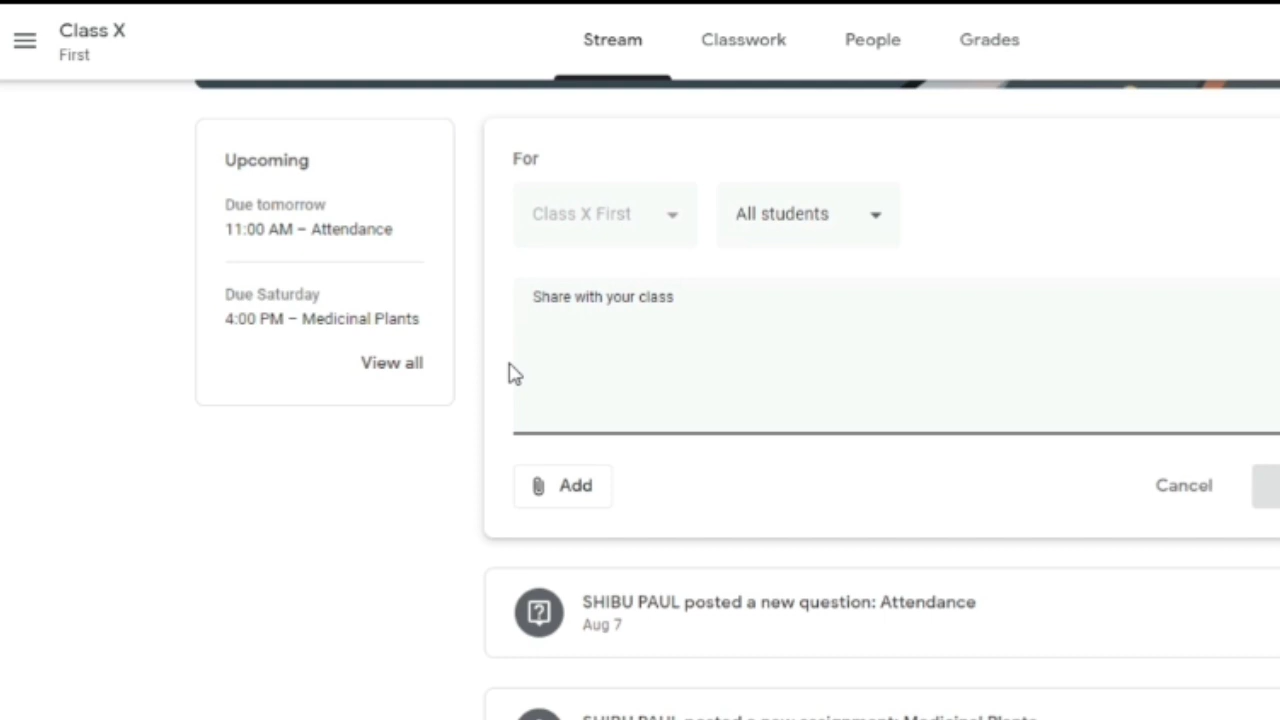 Class X
First
Stream
Classwork
People
Grades
Upcoming
Due tomorrow
11:00 AM – Attendance
Due Saturday
4:00 PM – Medicinal Plants
View all
For
Class X First
All students
Share with your class
Add
Cancel
SHIBU PAUL posted a new question: Attendance
Aug 7
SHIBU PAUL posted a new assignment: Medicinal Plants